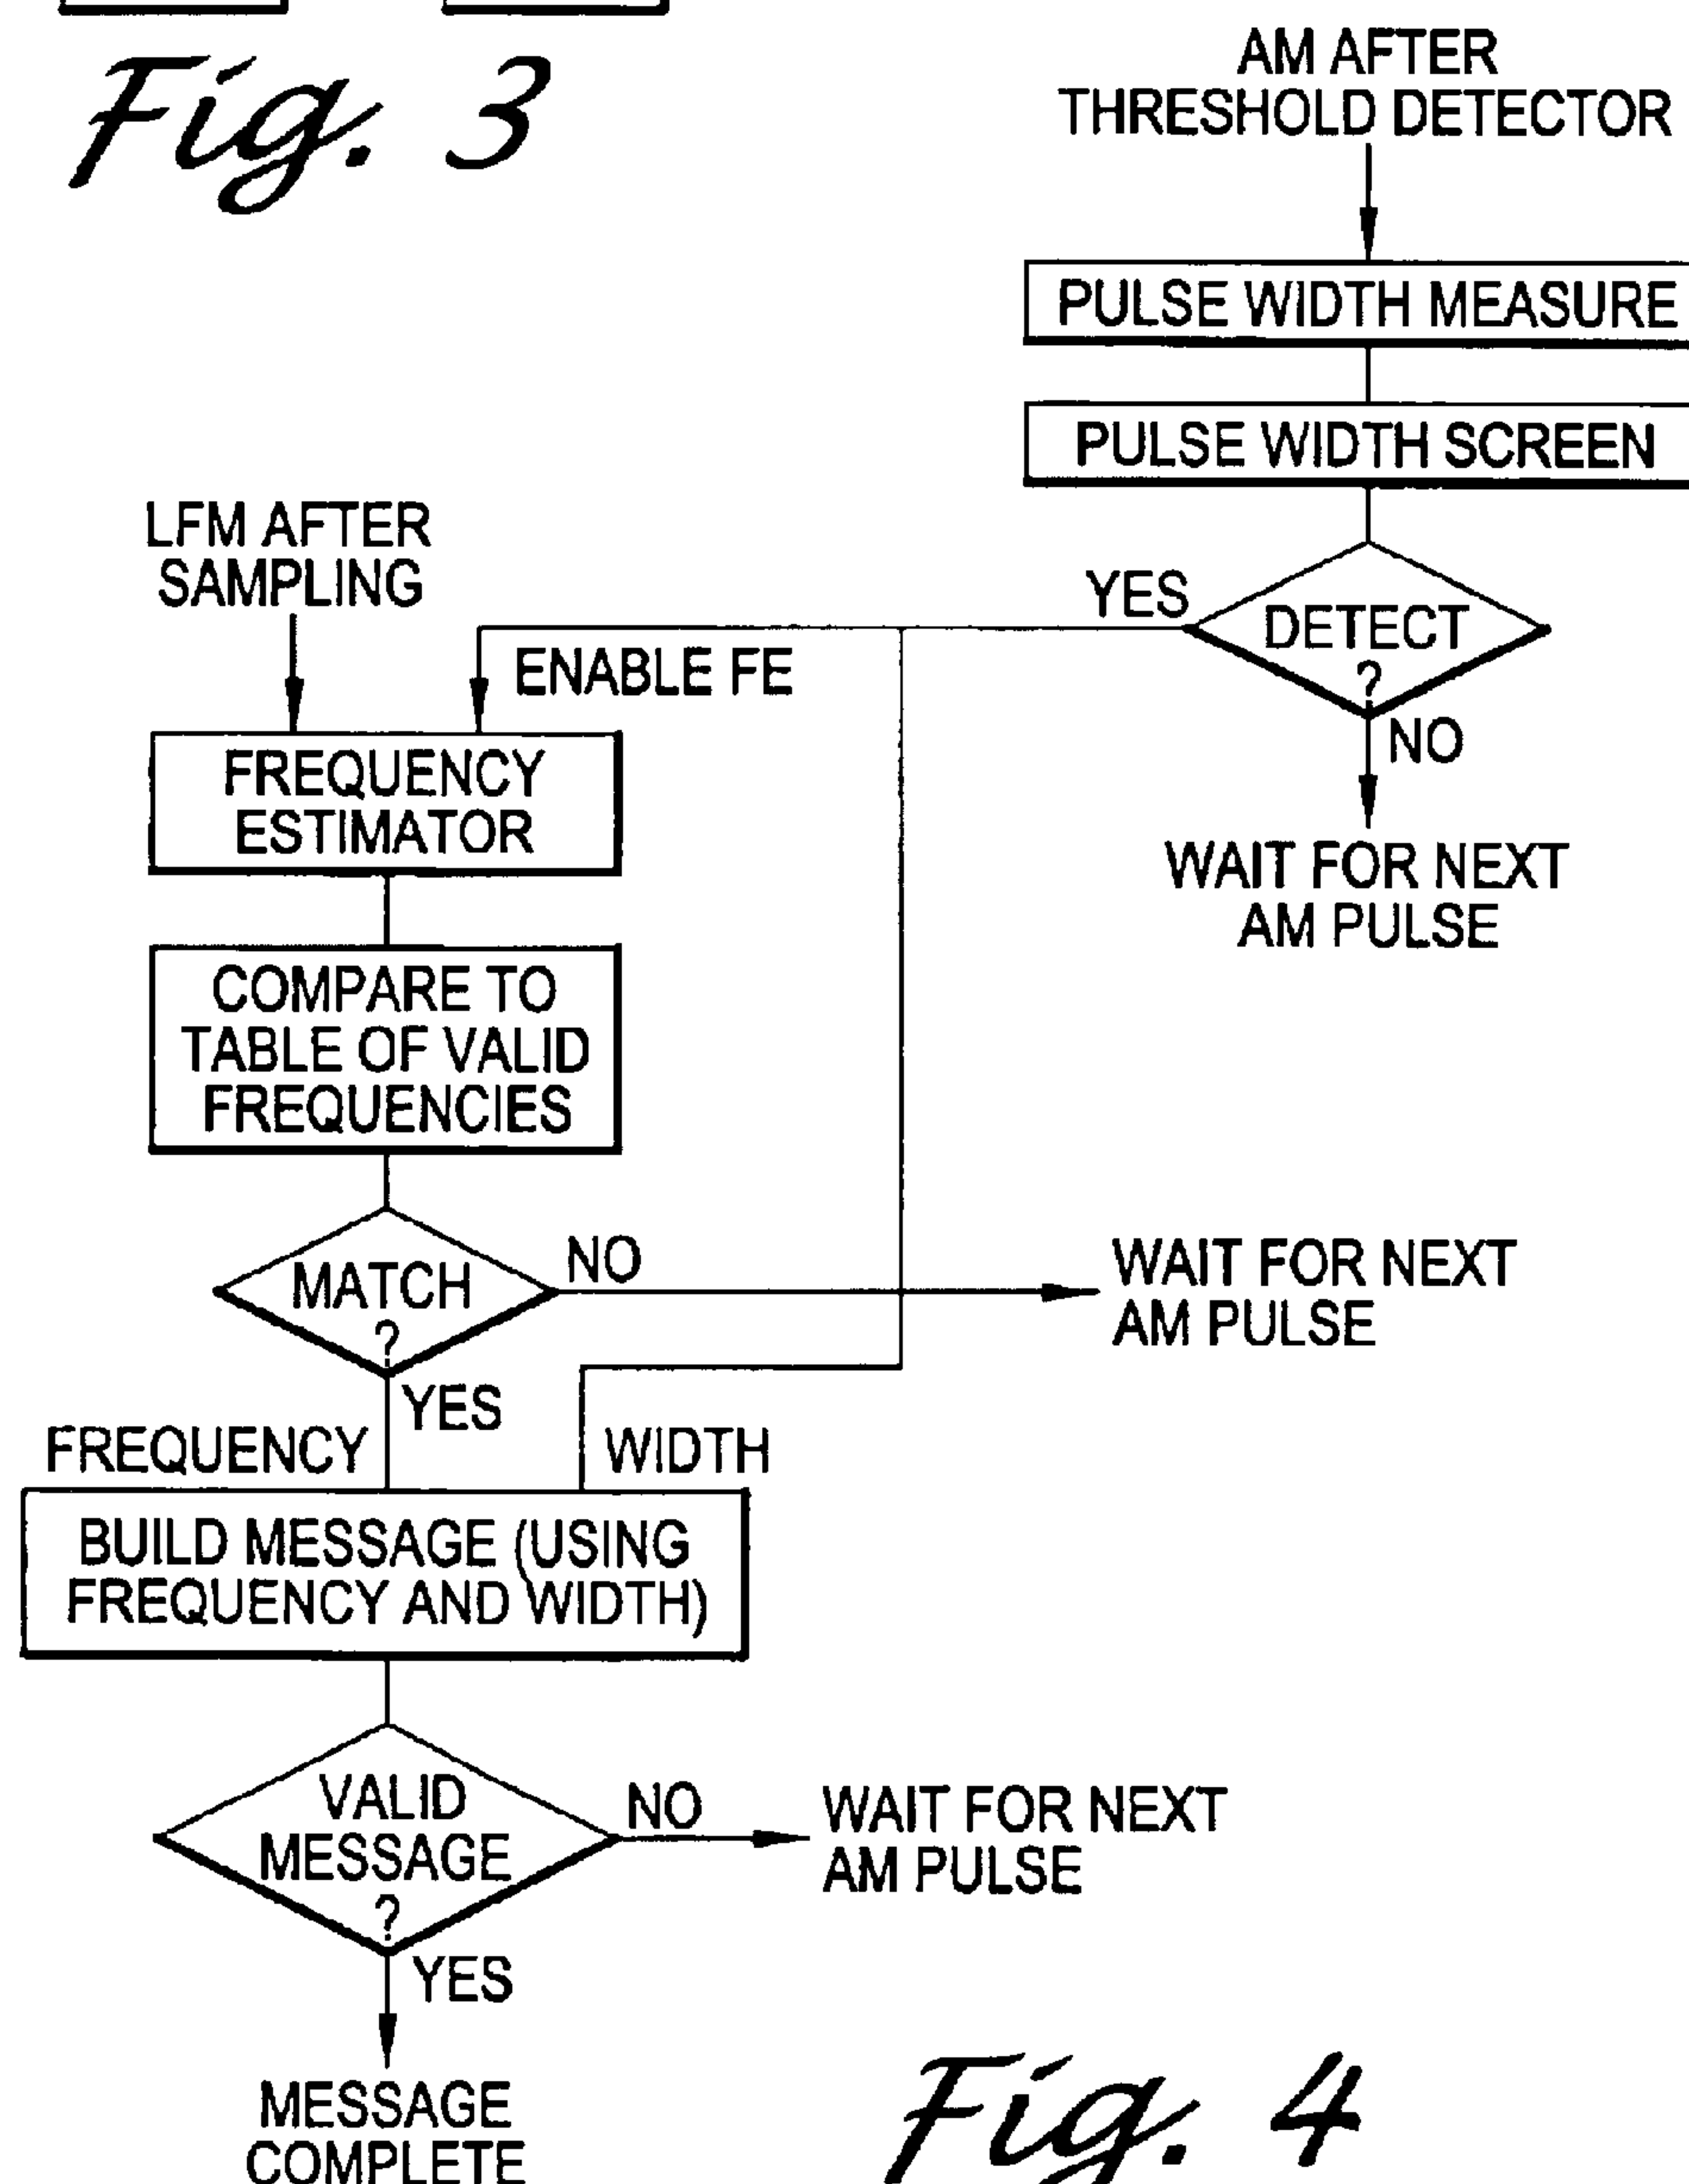 Fig. 3
AM AFTER
THRESHOLD DETECTOR
PULSE WIDTH MEASURE
PULSE WIDTH SCREEN
DETECT
?
YES
NO
WAIT FOR NEXT
AM PULSE
LFM AFTER
SAMPLING
ENABLE FE
FREQUENCY
ESTIMATOR
COMPARE TO
TABLE OF VALID
FREQUENCIES
MATCH
?
NO
WAIT FOR NEXT
AM PULSE
YES
FREQUENCY
WIDTH
BUILD MESSAGE (USING
FREQUENCY AND WIDTH)
VALID
MESSAGE
?
NO
WAIT FOR NEXT
AM PULSE
YES
MESSAGE
COMPLETE
Fig. 4